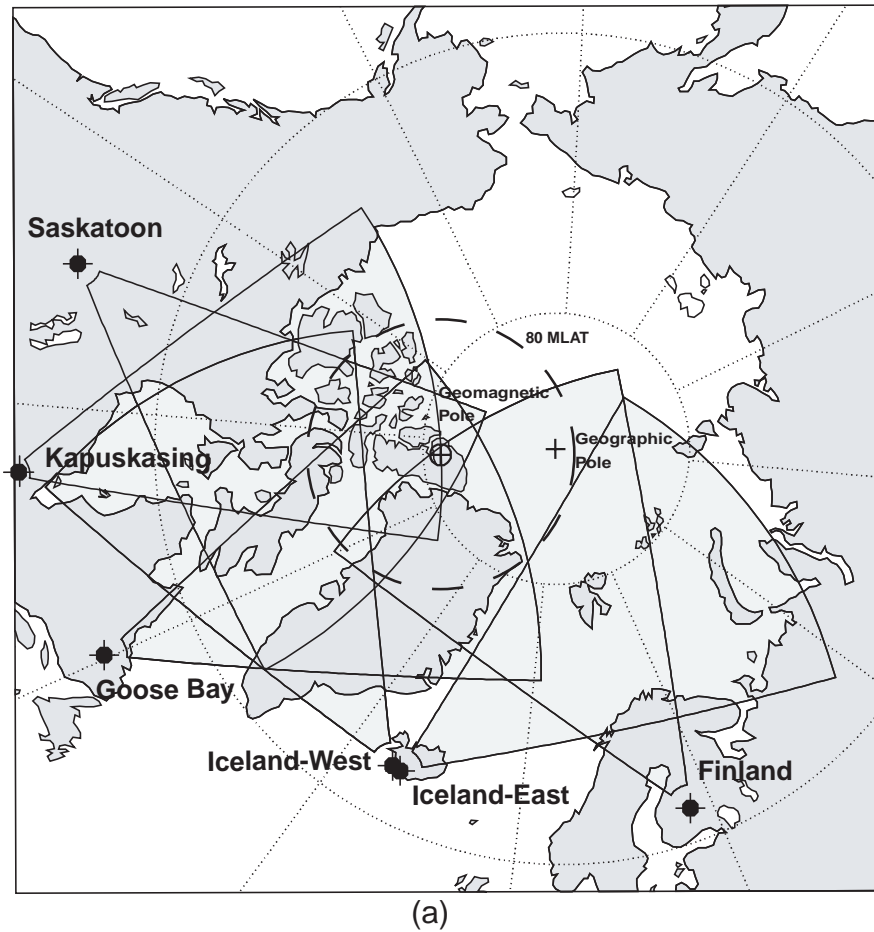 Saskatoon
80 MLAT
Geomagnetic
Pole
Geographic
Pole
Kapuskasing
Goose Bay
Iceland-West
Finland
Iceland-East
(a)